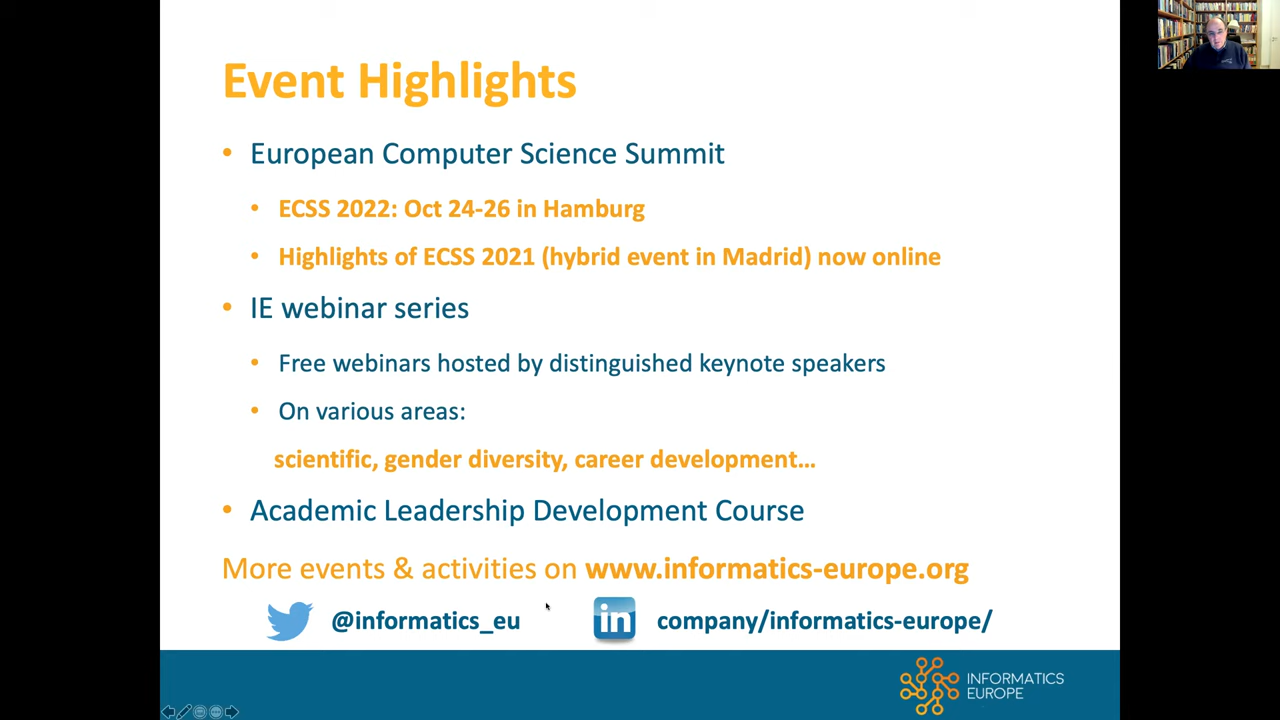 Event Highlights
• European Computer Science Summit
• ECSS 2022: Oct 24-26 in Hamburg
• Highlights of ECSS 2021 (hybrid event in Madrid) now online
• IE webinar series
• Free webinars hosted by distinguished keynote speakers
• On various areas:
scientific, gender diversity, career development…
• Academic Leadership Development Course
More events & activities on www.informatics-europe.org
@informatics_eu
in company/informatics-europe/
INFORMATICS
EUROPE